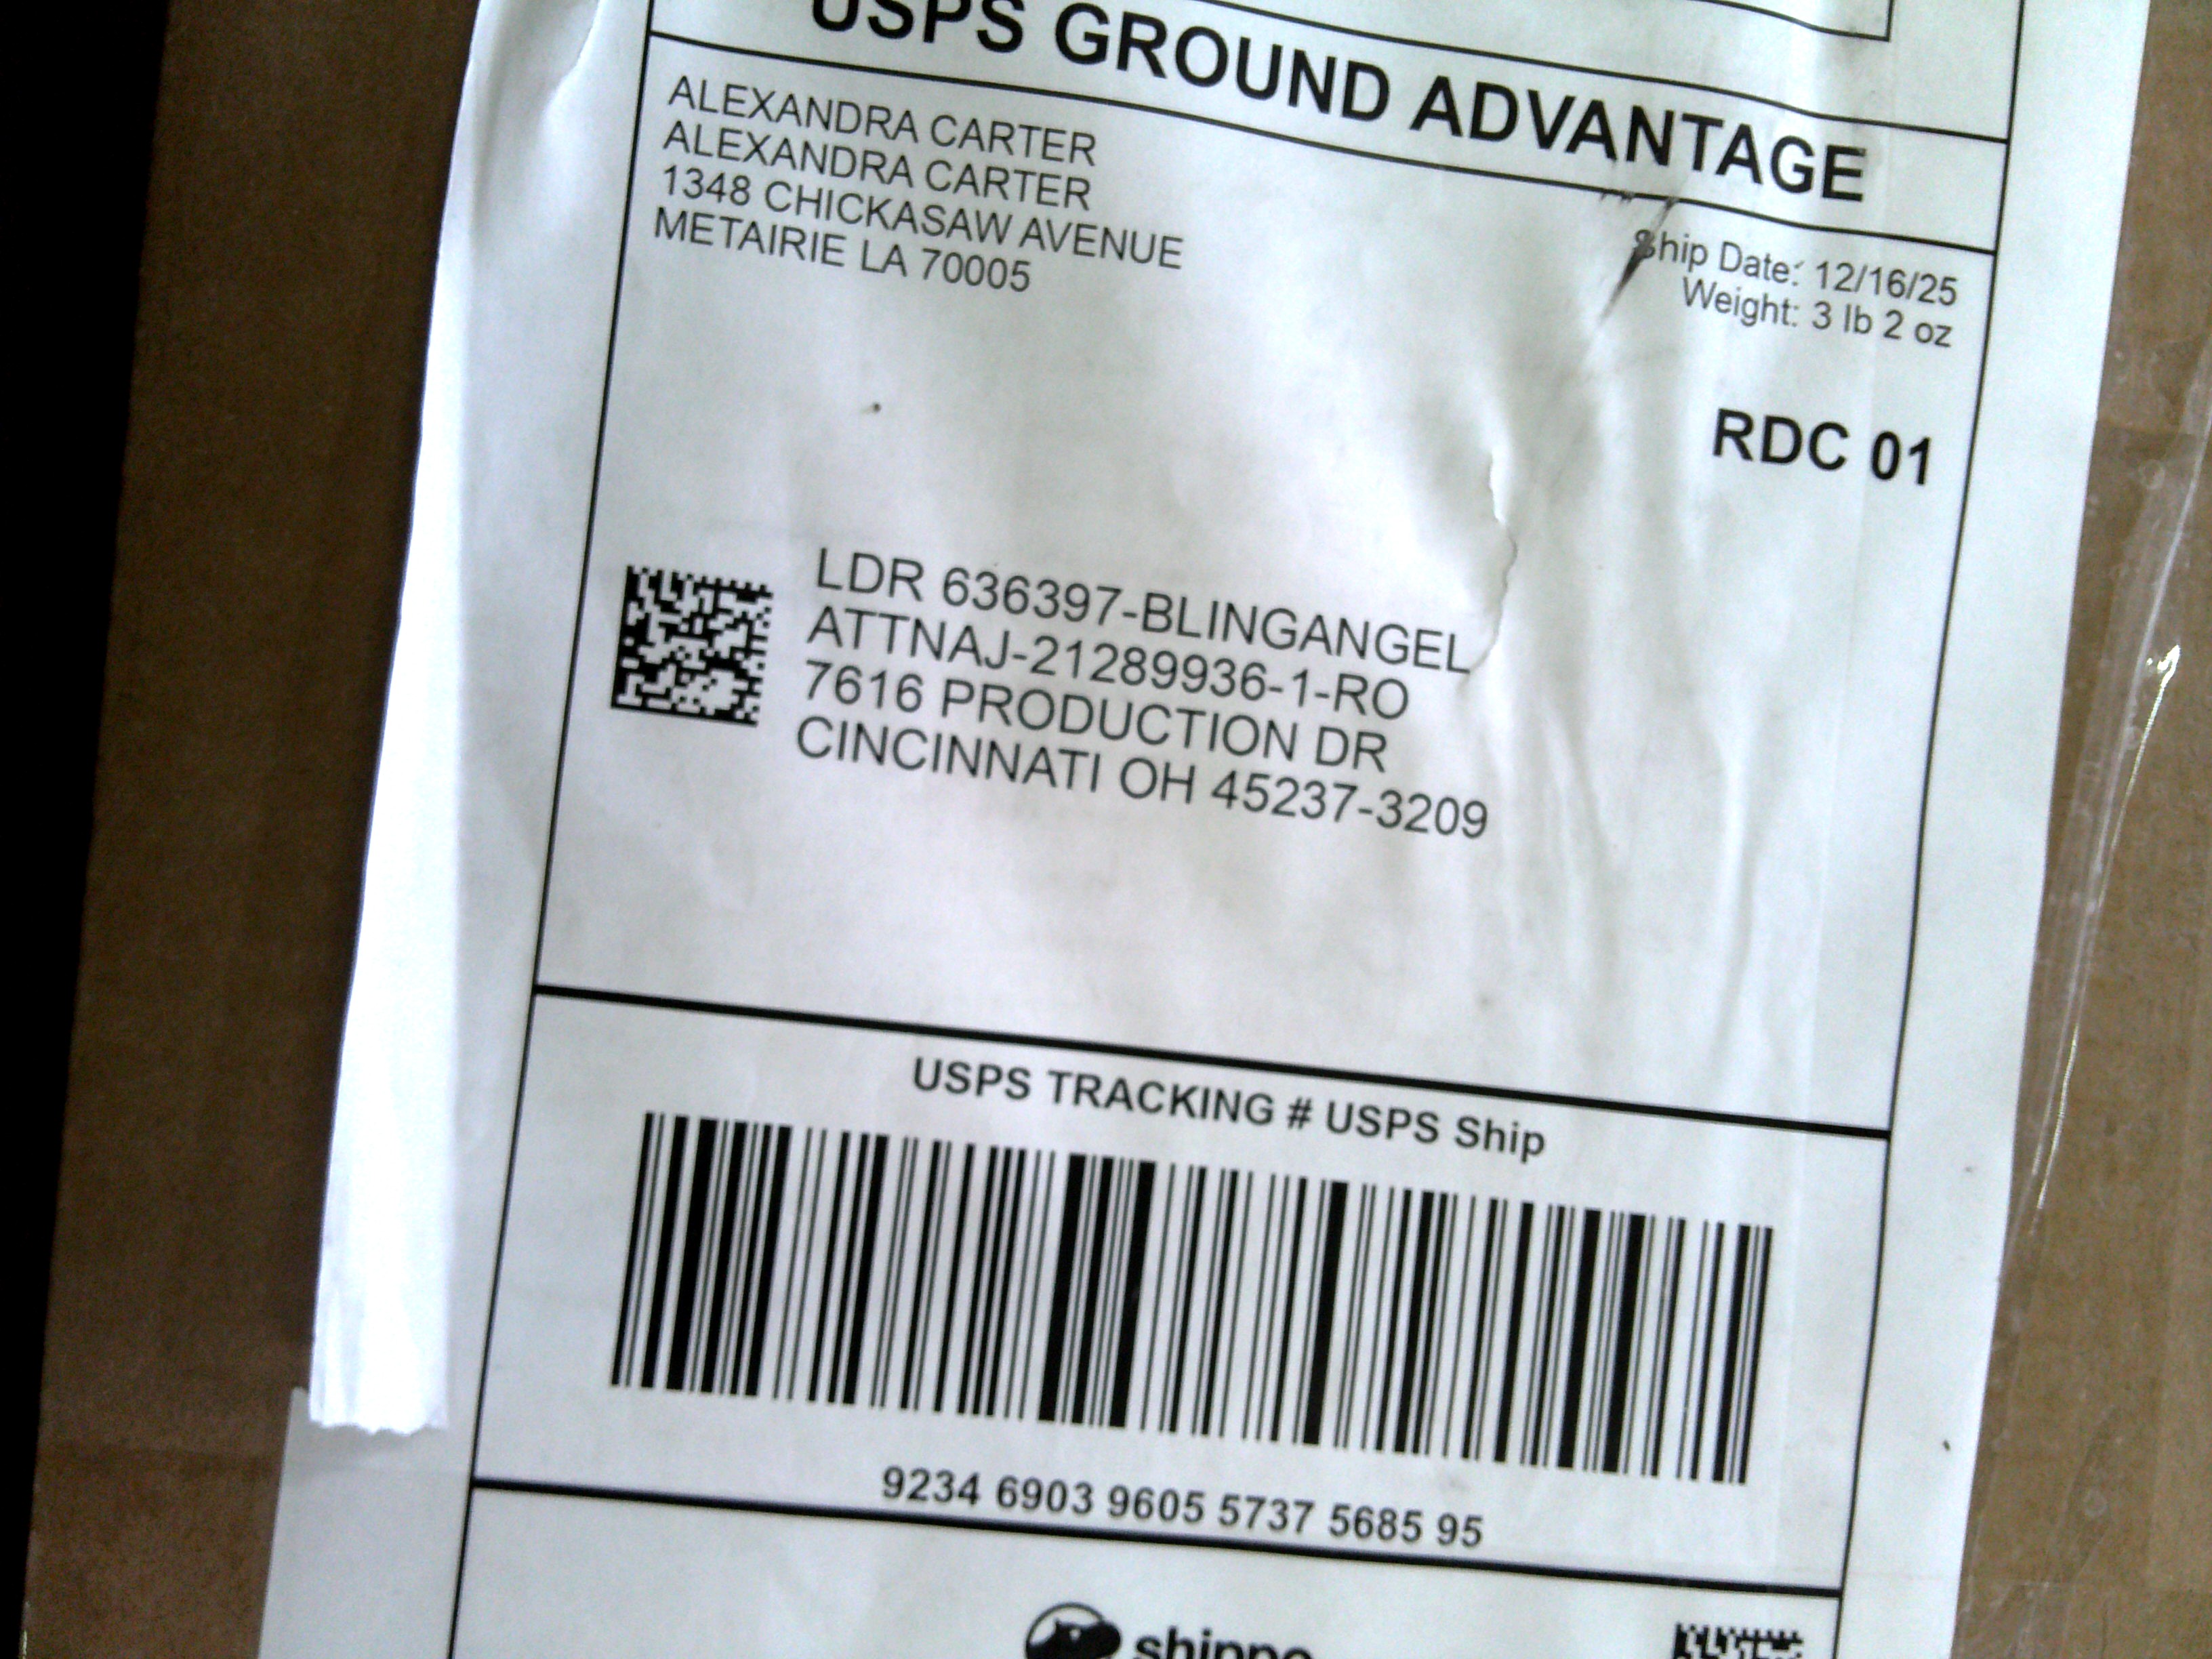 USPS GROUND ADVANTAGE
ALEXANDRA CARTER
ALEXANDRA CARTER
1348 CHICKASAW AVENUE
METAIRIE LA 70005
Ship Date: 12/16/25
Weight: 3 lb 2 oz
RDC 01
LDR 636397-BLINGANGEL
ATTNAJ-21289936-1-RO
7616 PRODUCTION DR
CINCINNATI OH 45237-3209
USPS TRACKING # USPS Ship
9234 6903 9605 5737 5685 95
shippo